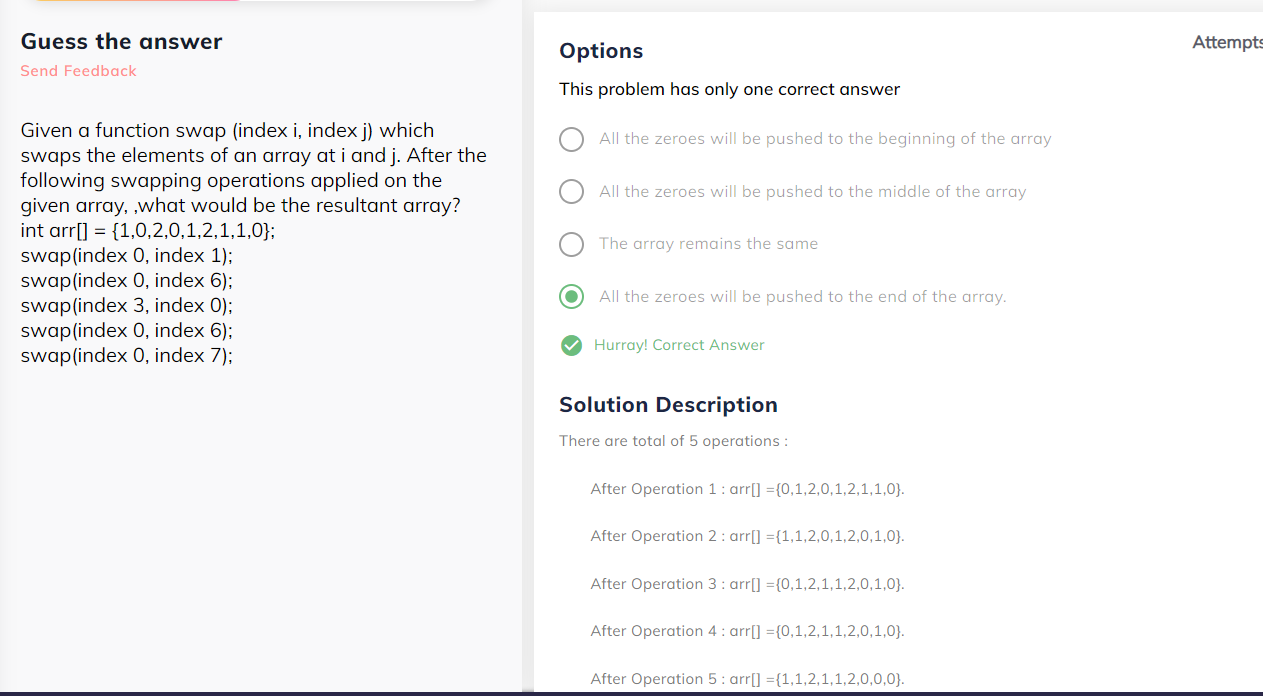 Guess the answer
Send Feedback
Given a function swap (index i, index j) which
swaps the elements of an array at i and j. After the
following swapping operations applied on the
given array, ,what would be the resultant array?
int arr[] = {1,0,2,0,1,2,1,1,0};
swap(index 0, index 1);
swap(index 0, index 6);
swap(index 3, index 0);
swap(index 0, index 6);
swap(index 0, index 7);
Options
Attempts
This problem has only one correct answer
All the zeroes will be pushed to the beginning of the array
All the zeroes will be pushed to the middle of the array
The array remains the same
All the zeroes will be pushed to the end of the array.
Hurray! Correct Answer
Solution Description
There are total of 5 operations :
After Operation 1 : arr[] ={0,1,2,0,1,2,1,1,0}.
After Operation 2 : arr[] ={1,1,2,0,1,2,0,1,0}.
After Operation 3 : arr[] ={0,1,2,1,1,2,0,1,0}.
After Operation 4 : arr[] ={0,1,2,1,1,2,0,1,0}.
After Operation 5 : arr[] ={1,1,2,1,1,2,0,0,0}.